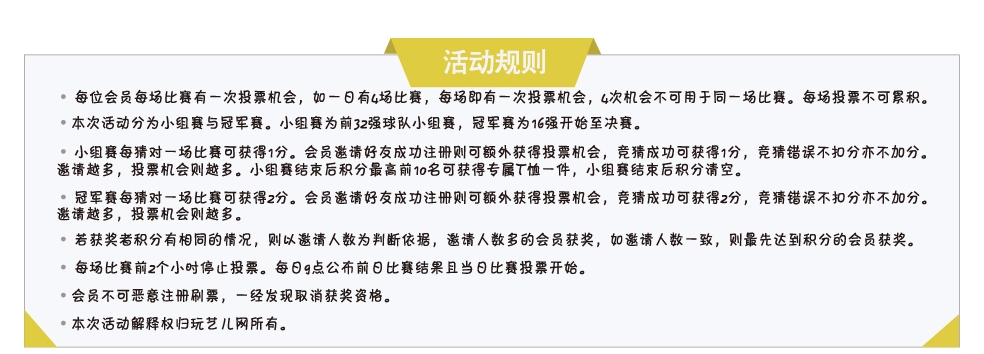 活动规则
• 每位会员每场比赛有一次投票机会，如一日有4场比赛，每场即有一次投票机会，4次机会不可用于同一场比赛。每场投票不可累积。
• 本次活动分为小组赛与冠军赛。小组赛为前32强球队小组赛，冠军赛为16强开始至决赛。
• 小组赛每猜对一场比赛可获得1分。会员邀请好友成功注册则可额外获得投票机会，竞猜成功可获得1分，竞猜错误不扣分亦不加分。
邀请越多，投票机会则越多。小组赛结束后积分最高前10名可获得专属T恤一件，小组赛结束后积分清空。
• 冠军赛每猜对一场比赛可获得2分。会员邀请好友成功注册则可额外获得投票机会，竞猜成功可获得2分，竞猜错误不扣分亦不加分。
邀请越多，投票机会则越多。
• 若获奖者积分有相同的情况，则以邀请人数为判断依据，邀请人数多的会员获奖，如邀请人数一致，则最先达到积分的会员获奖。
• 每场比赛前2个小时停止投票。每日9点公布前日比赛结果且当日比赛投票开始。
• 会员不可恶意注册刷票，一经发现取消获奖资格。
• 本次活动解释权归玩艺儿网所有。